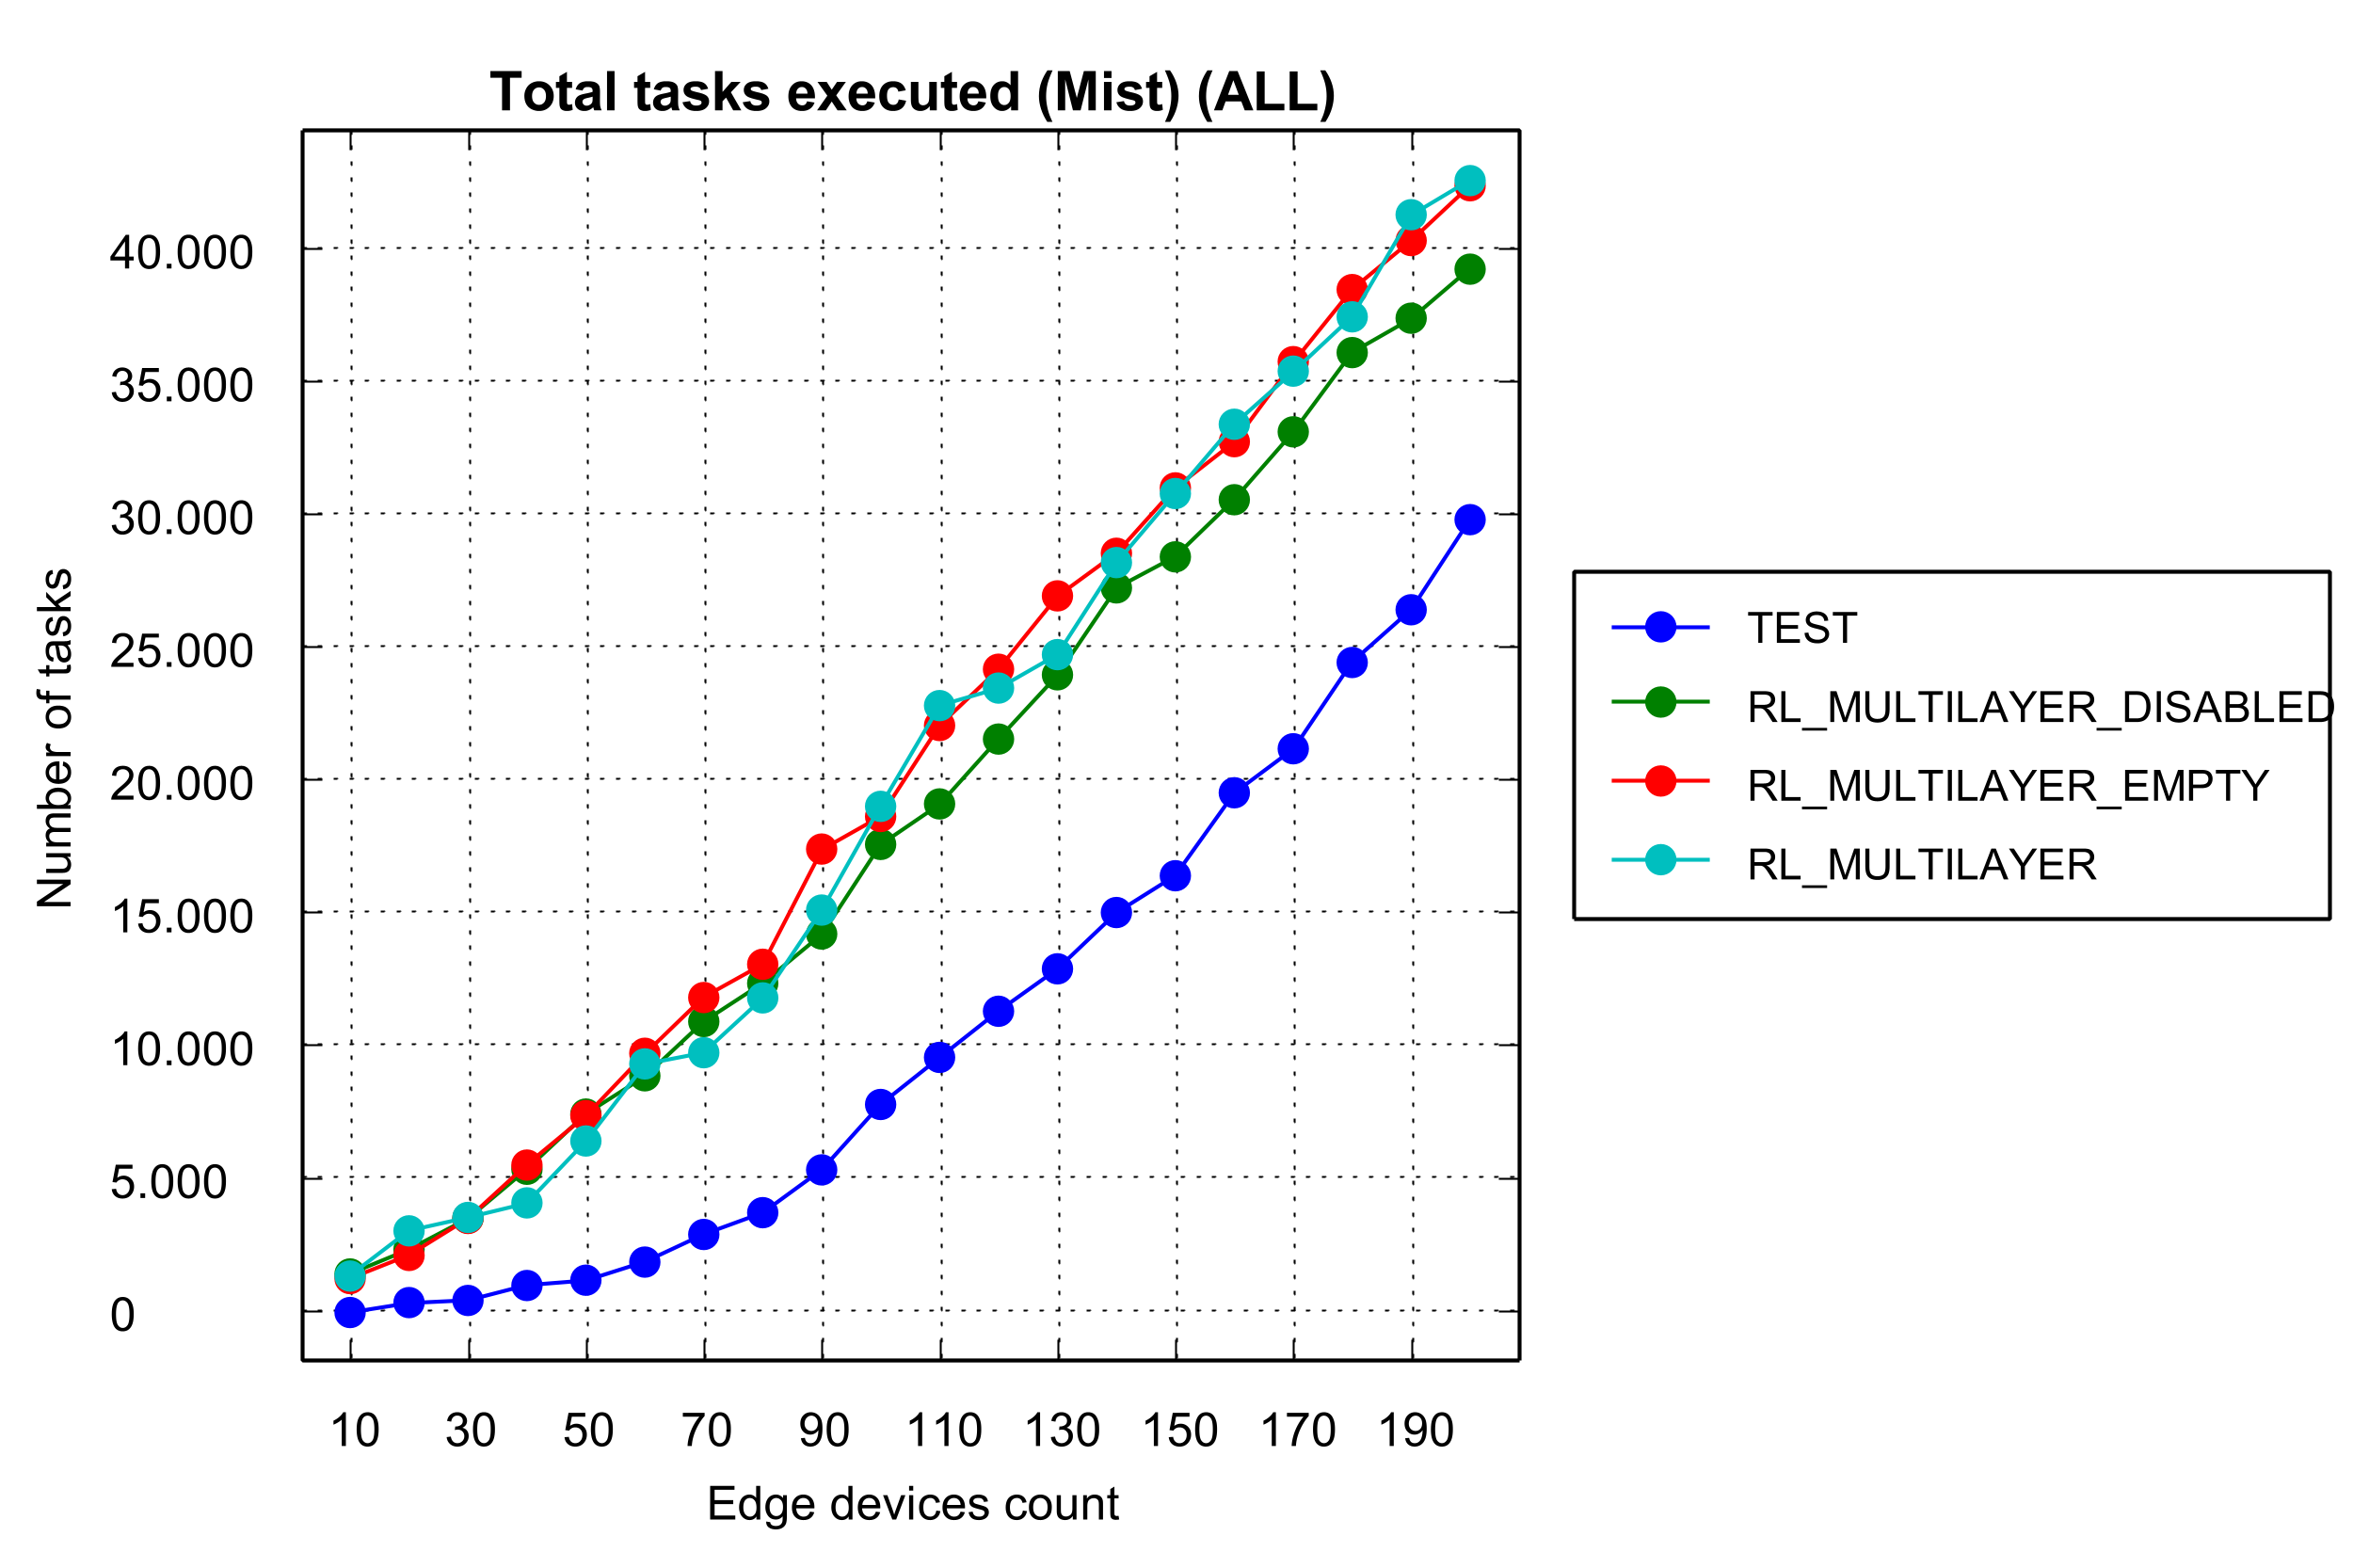 Total tasks executed (Mist) (ALL)
40.000
35.000
30.000
25.000
20.000
15.000
10.000
5.000
0
Number of tasks
10 30 50 70 90 110 130 150 170 190
Edge devices count
TEST
RL_MULTILAYER_DISABLED
RL_MULTILAYER_EMPTY
RL_MULTILAYER